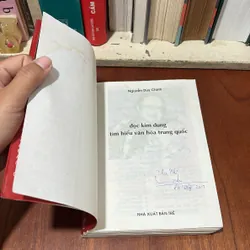 Nguyễn Duy Chính
đọc kim dung
tìm hiểu văn hóa trung quốc
NHÀ XUẤT BẢN TRẺ